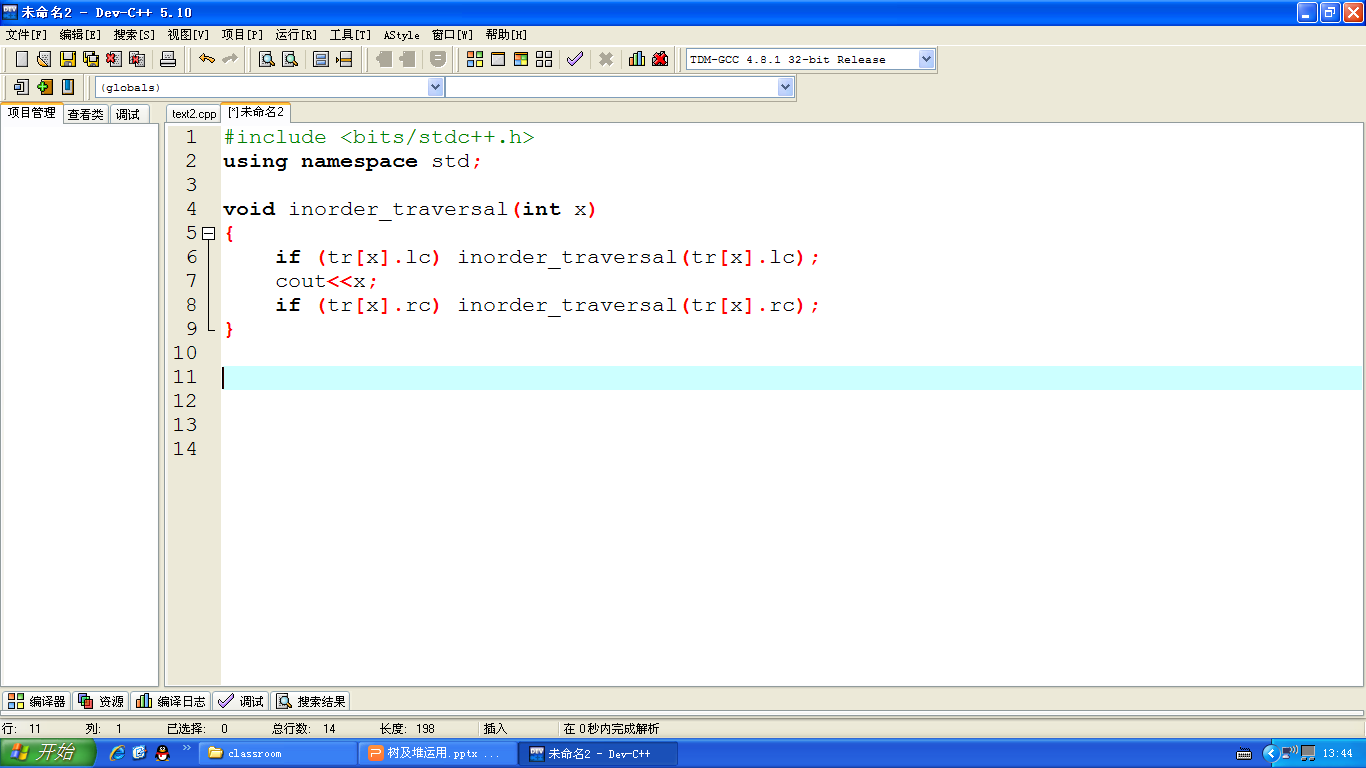 未命名2 - Dev-C++ 5.10
文件[F] 编辑[E] 搜索[S] 视图[V] 项目[P] 运行[R] 工具[T] AStyle 窗口[W] 帮助[H]
TDM-GCC 4.8.1 32-bit Release
(globals)
项目管理 查看类 调试 text2.cpp [*]未命名2
1 #include <bits/stdc++.h>
2 using namespace std;
3
4 void inorder_traversal(int x)
5 {
6 if (tr[x].lc) inorder_traversal(tr[x].lc);
7 cout<<x;
8 if (tr[x].rc) inorder_traversal(tr[x].rc);
9 }
10
11
12
13
14
编译器 资源 编译日志 调试 搜索结果
行: 11 列: 1 已选择: 0 总行数: 14 长度: 198 插入 在 0 秒内完成解析
开始 classroom 树及堆运用.pptx ... 未命名2 - Dev-C++ 13:44